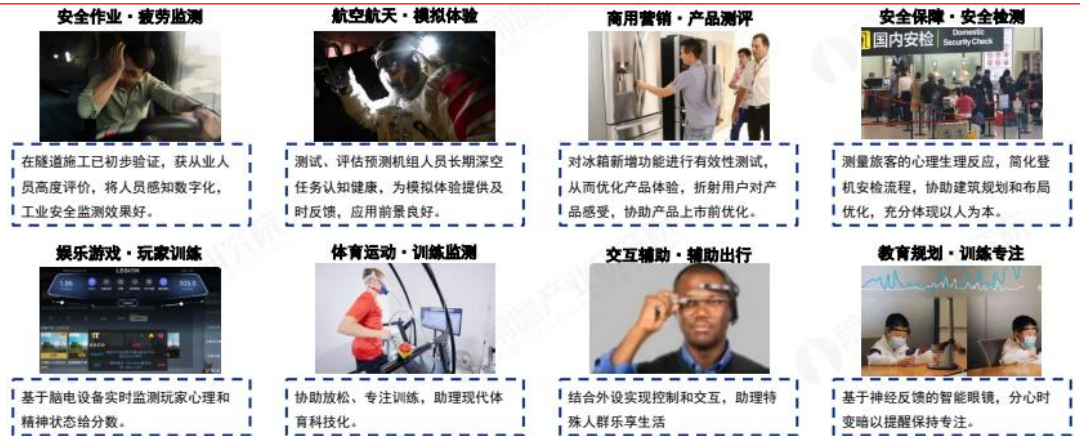 安全作业·疲劳监测
航空航天·模拟体验
商用营销·产品测评
安全保障·安全检测
国内安检
Domestic
Security Check
在隧道施工已初步验证，获从业人
员高度评价，将人员感知数字化，
工业安全监测效果好。
测试、评估预测机组人员长期深空
任务认知健康，为模拟体验提供及
时反馈，应用前景良好。
对冰箱新增功能进行有效性测试，
从而优化产品体验，折射用户对产
品感受，协助产品上市前优化。
测量旅客的心理生理反应，简化登
机安检流程，协助建筑规划和布局
优化，充分体现以人为本。
娱乐游戏·玩家训练
体育运动·训练监测
交互辅助·辅助出行
教育规划·训练专注
LEGION
基于脑电设备实时监测玩家心理和
精神状态给分数。
协助放松、专注训练，助理现代体
育科技化。
结合外设实现控制和交互，助理特
殊人群乐享生活
基于神经反馈的智能眼镜，分心时
变暗以提醒保持专注。